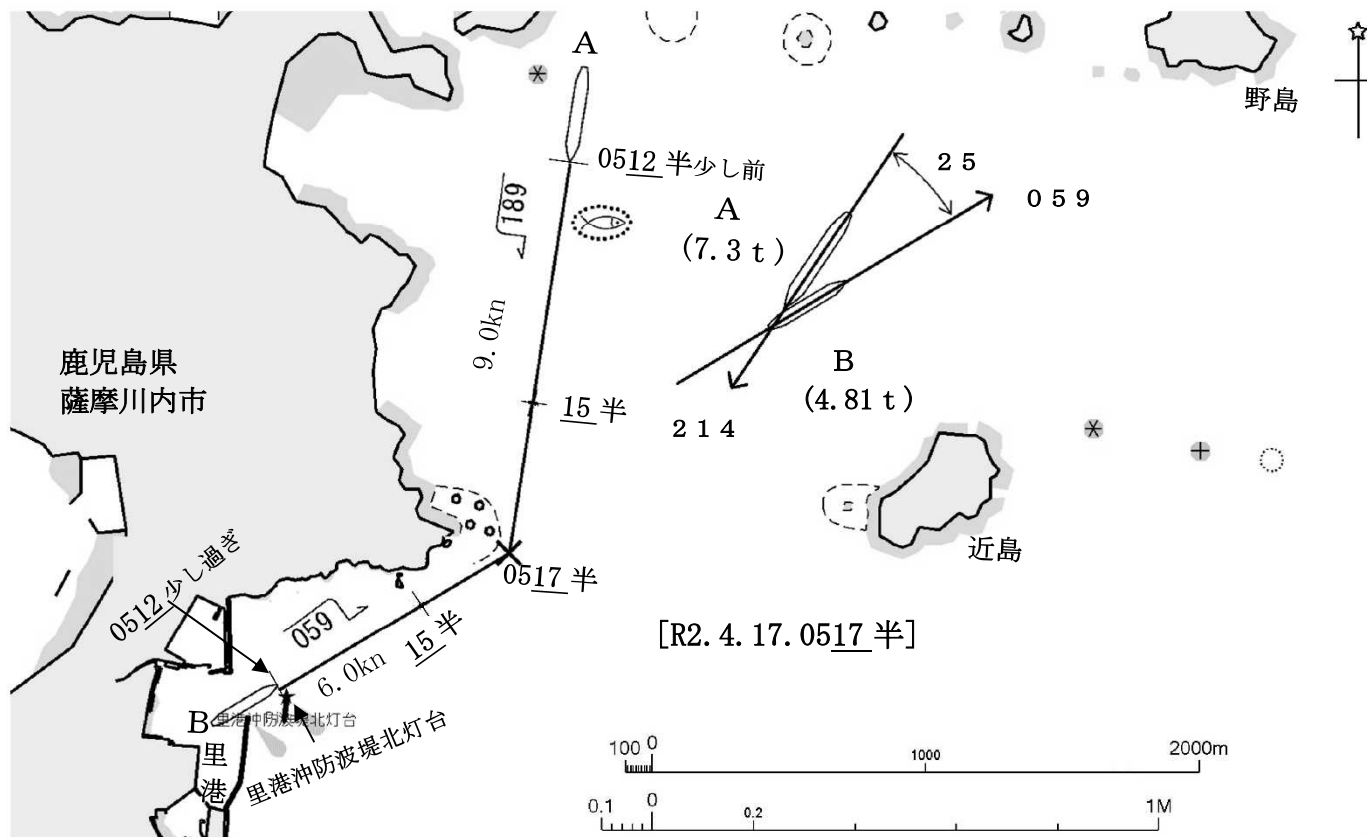 A
野島
0512半少し前
189
25
059
A
(7.3t)
9.0kn
鹿児島県
薩摩川内市
B
(4.81t)
15半
214
近島
0517半
0512少し過ぎ
059
6.0kn
15半
[R2.4.17.0517半]
B
里港沖防波堤北灯台
里港沖防波堤北灯台
里港
100 0 1000 2000m
0.1 0 0.2 1M